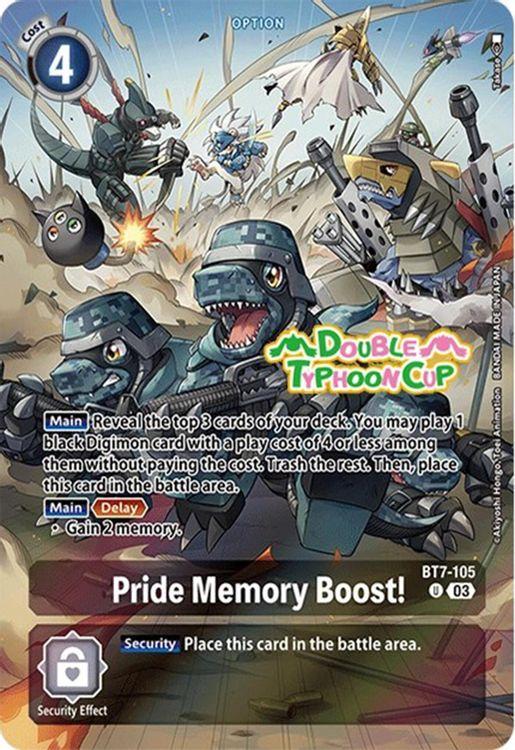 OPTION
Cost
4
Takase
DOUBLE
TYPHOON CUP
©Akiyoshi Hongo, Toei Animation BANDAI MADE IN JAPAN
Main Reveal the top 3 cards of your deck. You may play 1
black Digimon card with a play cost of 4 or less among
them without paying the cost. Trash the rest. Then, place
this card in the battle area.
Main Delay
・ Gain 2 memory.
BT7-105
Pride Memory Boost!
U 03
Security Place this card in the battle area.
Security Effect